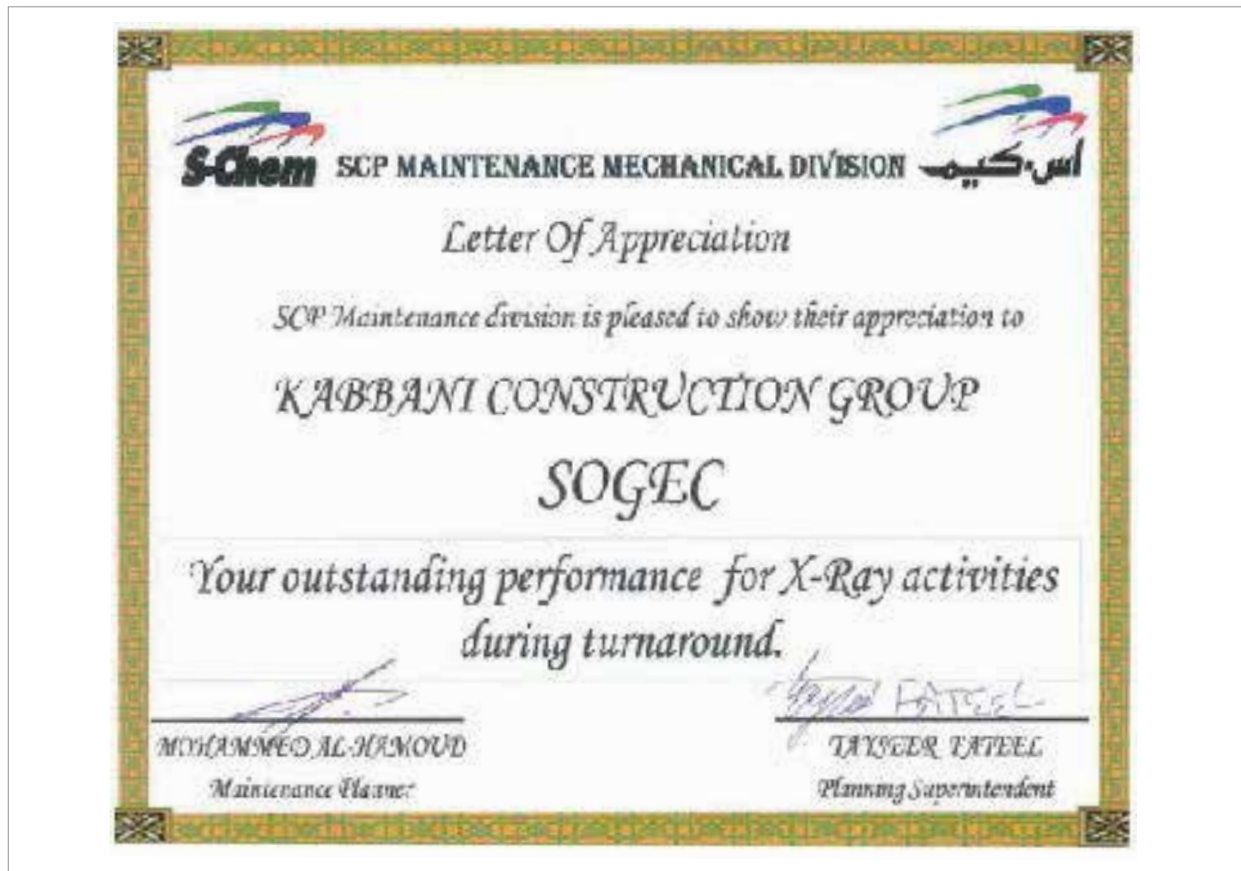 S-Chem SCP MAINTENANCE MECHANICAL DIVISION اس.كيم
Letter Of Appreciation
SCP Maintenance division is pleased to show their appreciation to
KABBANI CONSTRUCTION GROUP
SOGEC
Your outstanding performance for X-Ray activities
during turnaround.
FATEEL
MOHAMMED AL-HAMOUD TAYSEER FATEEL
Maintenance Planner Planning Superintendent